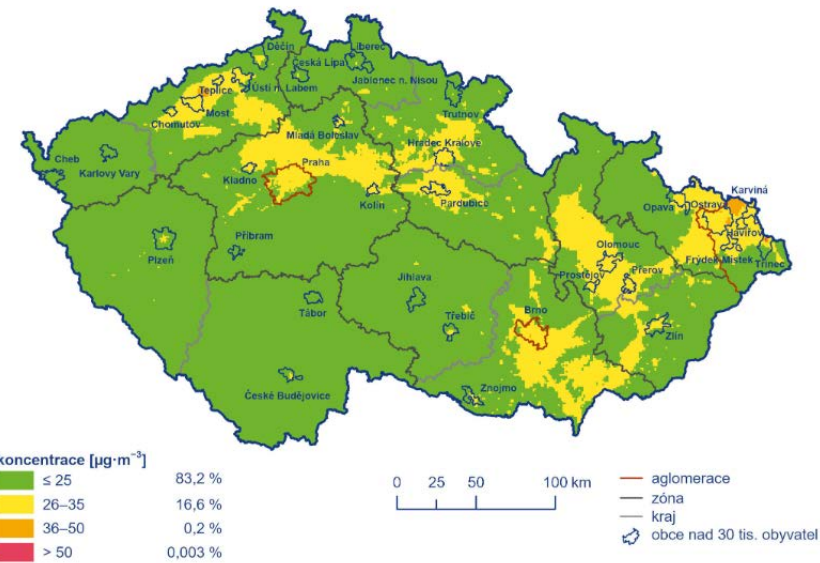 Děčín
Liberec
Česká Lípa
Jablonec n. Nisou
Teplice
Ústí n. Labem
Most
Chomutov
Trutnov
Mladá Boleslav
Hradec Králové
Cheb
Karlovy Vary
Praha
Kladno
Kolín
Pardubice
Karviná
Opava
Ostrava
Havířov
Příbram
Plzeň
Olomouc
Frýdek-Místek
Třinec
Přerov
Prostějov
Jihlava
Tábor
Třebíč
Brno
Zlín
Znojmo
České Budějovice
koncentrace [µg·m⁻³]
≤ 25 83,2 %
26–35 16,6 %
36–50 0,2 %
> 50 0,003 %
0 25 50 100 km
aglomerace
zóna
kraj
obce nad 30 tis. obyvatel